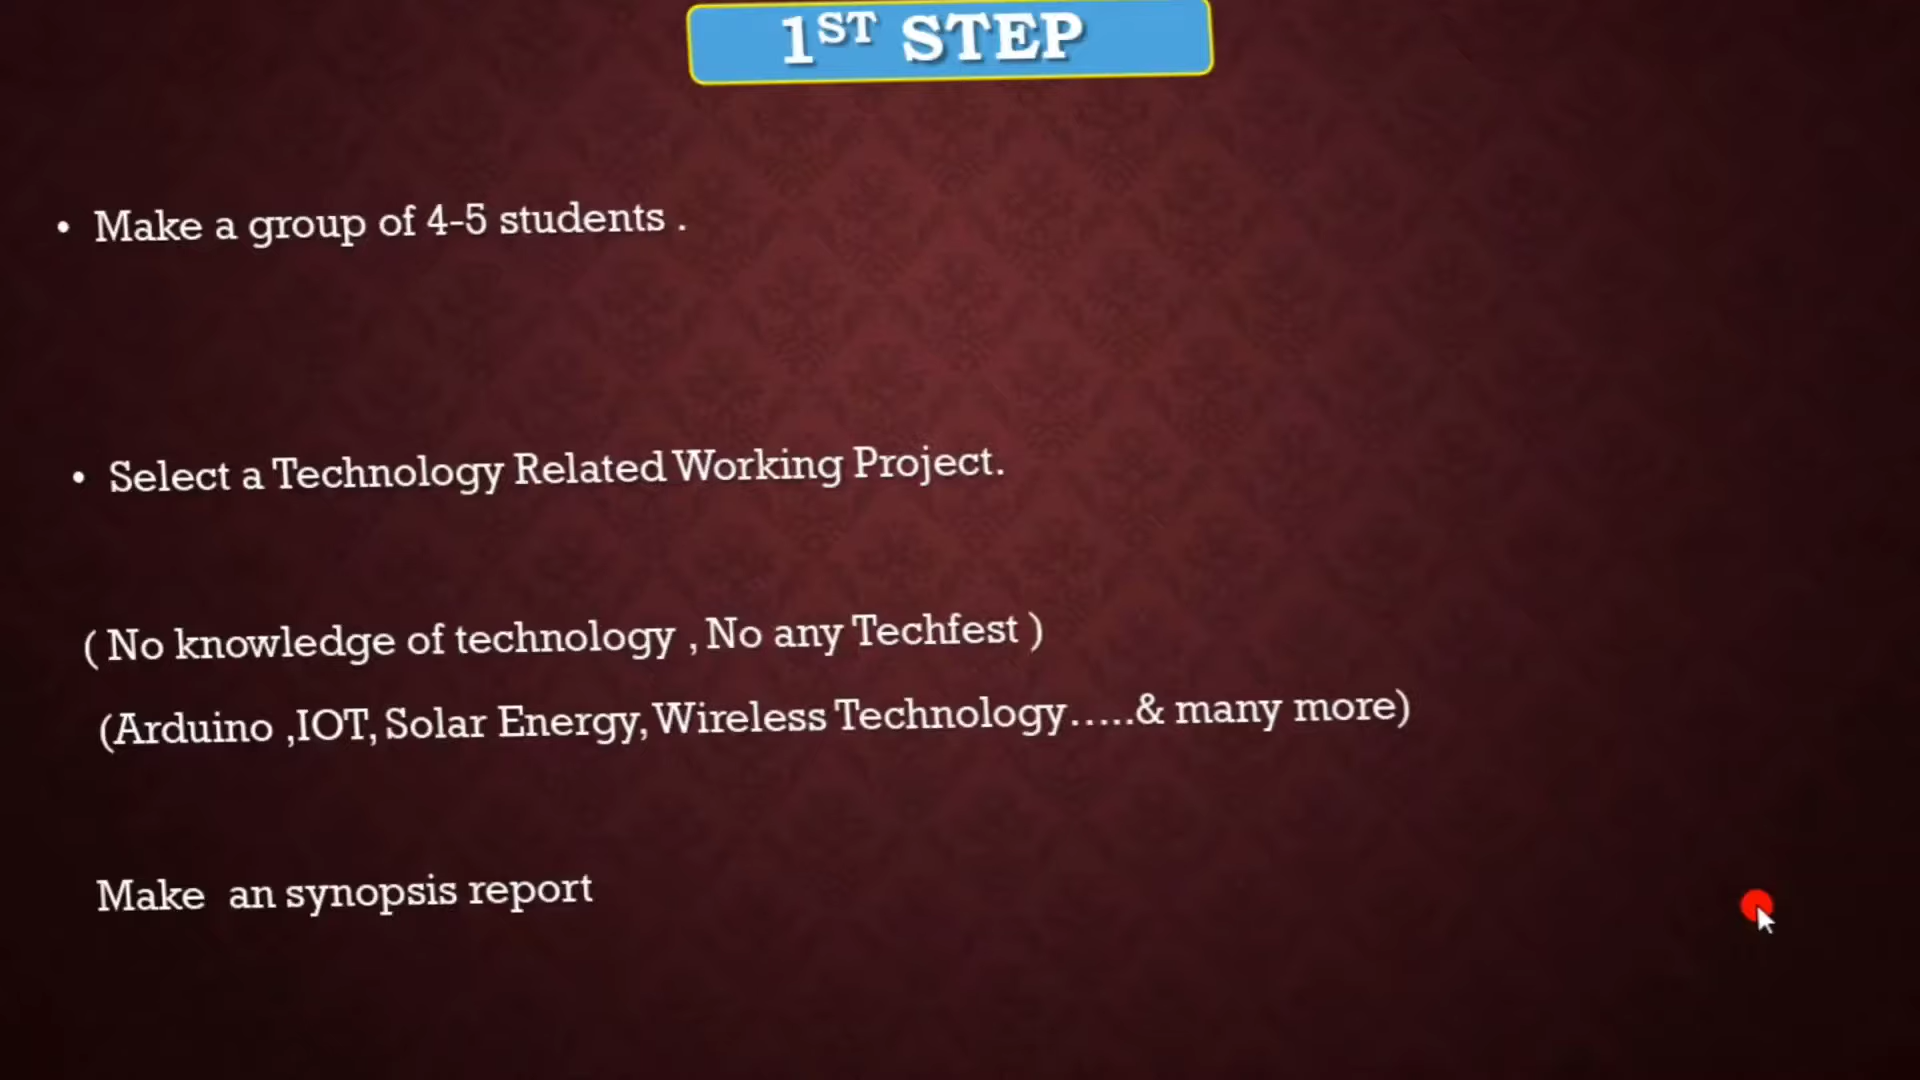 1ST STEP
• Make a group of 4-5 students .
• Select a Technology Related Working Project.
( No knowledge of technology , No any Techfest )
(Arduino ,IOT, Solar Energy, Wireless Technology.....& many more)
Make an synopsis report